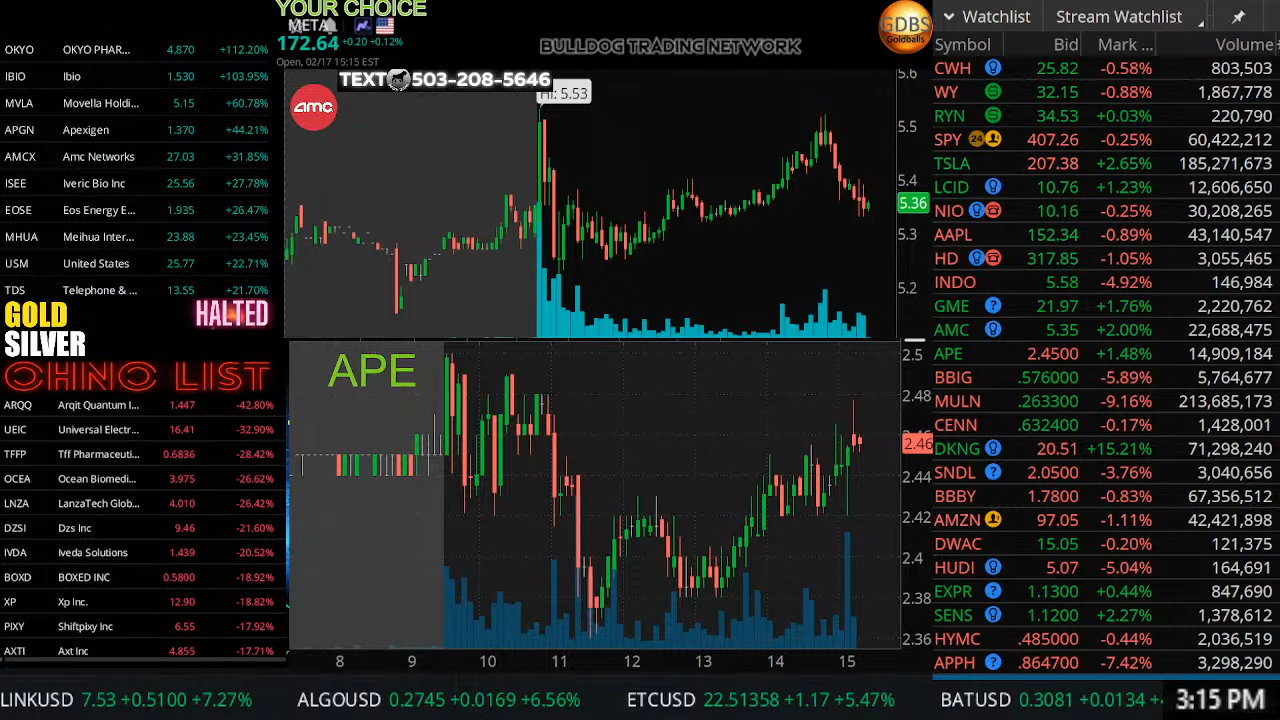 YOUR CHOICE
META
172.64 +0.20 +0.12%
Open, 02/17 15:15 EST
BULLDOG TRADING NETWORK
GDBS
Goldballs
TEXT 503-208-5646
OKYO OKYO PHAR... 4.870 +112.20%
IBIO Ibio 1.530 +103.95%
MVLA Movella Holdi... 5.15 +60.78%
APGN Apexigen 1.370 +44.21%
AMCX Amc Networks 27.03 +31.85%
ISEE Iveric Bio Inc 25.56 +27.78%
EOSE Eos Energy E... 1.935 +26.47%
MHUA Meihua Inter... 23.88 +23.45%
USM United States 25.77 +22.71%
TDS Telephone & ... 13.55 +21.70%
GOLD HALTED
SILVER
OHNO LIST
ARQQ Arqit Quantum I... 1.447 -42.80%
UEIC Universal Electr... 16.41 -32.90%
TFFP Tff Pharmaceuti... 0.6836 -28.42%
OCEA Ocean Biomedi... 3.975 -26.62%
LNZA LanzaTech Glob... 4.010 -26.42%
DZSI Dzs Inc 9.46 -21.60%
IVDA Iveda Solutions 1.439 -20.52%
BOXD BOXED INC 0.5800 -18.92%
XP Xp Inc. 12.90 -18.82%
PIXY Shiftpixy Inc 6.55 -17.92%
AXTI Axt Inc 4.855 -17.71%
amc
Hi: 5.53
5.6
5.5
5.4
5.36
5.3
5.2
APE
2.5
2.48
2.46
2.44
2.42
2.4
2.38
2.36
8 9 10 11 12 13 14 15
Watchlist Stream Watchlist
Symbol Bid Mark ... Volume
CWH 25.82 -0.58% 803,503
WY 32.15 -0.88% 1,867,778
RYN 34.53 +0.03% 220,790
SPY 24 407.26 -0.25% 60,422,212
TSLA 207.38 +2.65% 185,271,673
LCID 10.76 +1.23% 12,606,650
NIO 10.16 -0.25% 30,208,265
AAPL 152.34 -0.89% 43,140,547
HD 317.85 -1.05% 3,055,465
INDO 5.58 -4.92% 146,984
GME ? 21.97 +1.76% 2,220,762
AMC 5.35 +2.00% 22,688,475
APE 2.4500 +1.48% 14,909,184
BBIG .576000 -5.89% 5,764,677
MULN .263300 -9.16% 213,685,173
CENN .632400 -0.17% 1,428,001
DKNG 20.51 +15.21% 71,298,240
SNDL ? 2.0500 -3.76% 3,040,656
BBBY 1.7800 -0.83% 67,356,512
AMZN 97.05 -1.11% 42,421,898
DWAC 15.05 -0.20% 121,375
HUDI 5.07 -5.04% 164,691
EXPR ? 1.1300 +0.44% 847,690
SENS 1.1200 +2.27% 1,378,612
HYMC .485000 -0.44% 2,036,519
APPH ? .864700 -7.42% 3,298,290
LINKUSD 7.53 +0.5100 +7.27% ALGOUSD 0.2745 +0.0169 +6.56% ETCUSD 22.51358 +1.17 +5.47% BATUSD 0.3081 +0.0134
3:15 PM